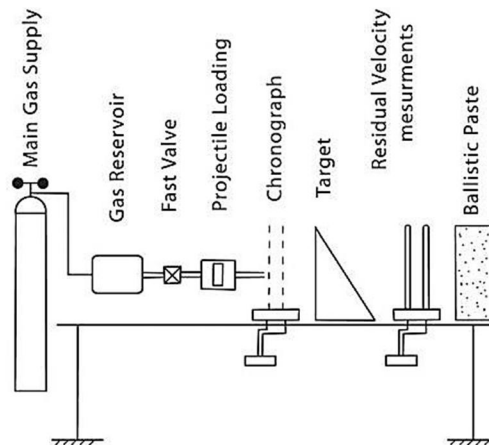 Main Gas Supply
Gas Reservoir
Fast Valve
Projectile Loading
Chronograph
Target
Residual Velocity
mesurments
Ballistic Paste